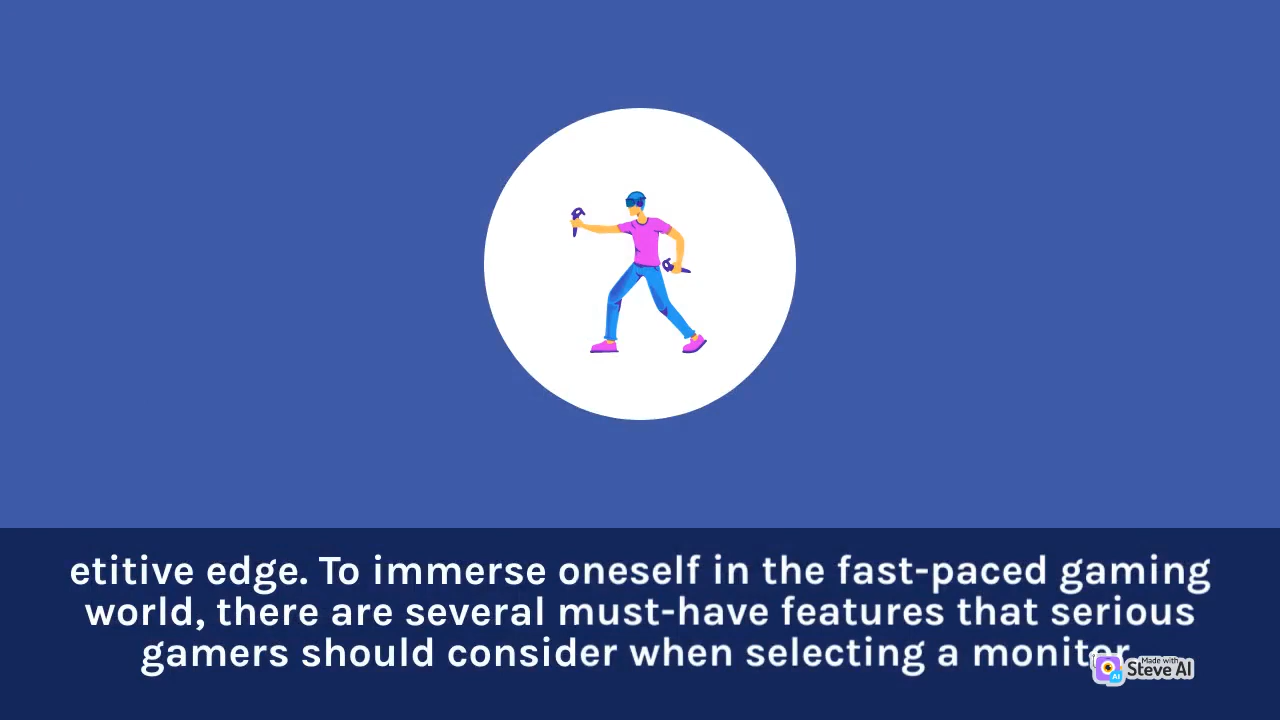 etitive edge. To immerse oneself in the fast-paced gaming
world, there are several must-have features that serious
gamers should consider when selecting a monitor
Made with
Steve AI
AI